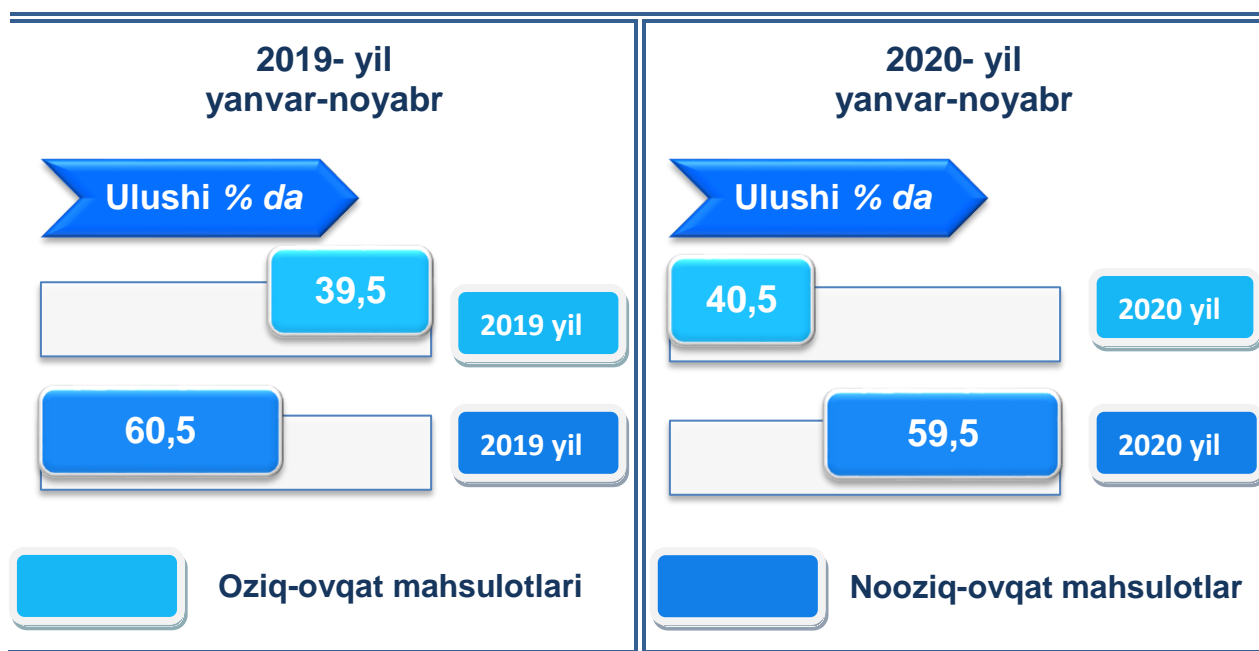 2019- yil
yanvar-noyabr
Ulushi % da
39,5
2019 yil
60,5
2019 yil
Oziq-ovqat mahsulotlari
2020- yil
yanvar-noyabr
Ulushi % da
40,5
2020 yil
59,5
2020 yil
Nooziq-ovqat mahsulotlar